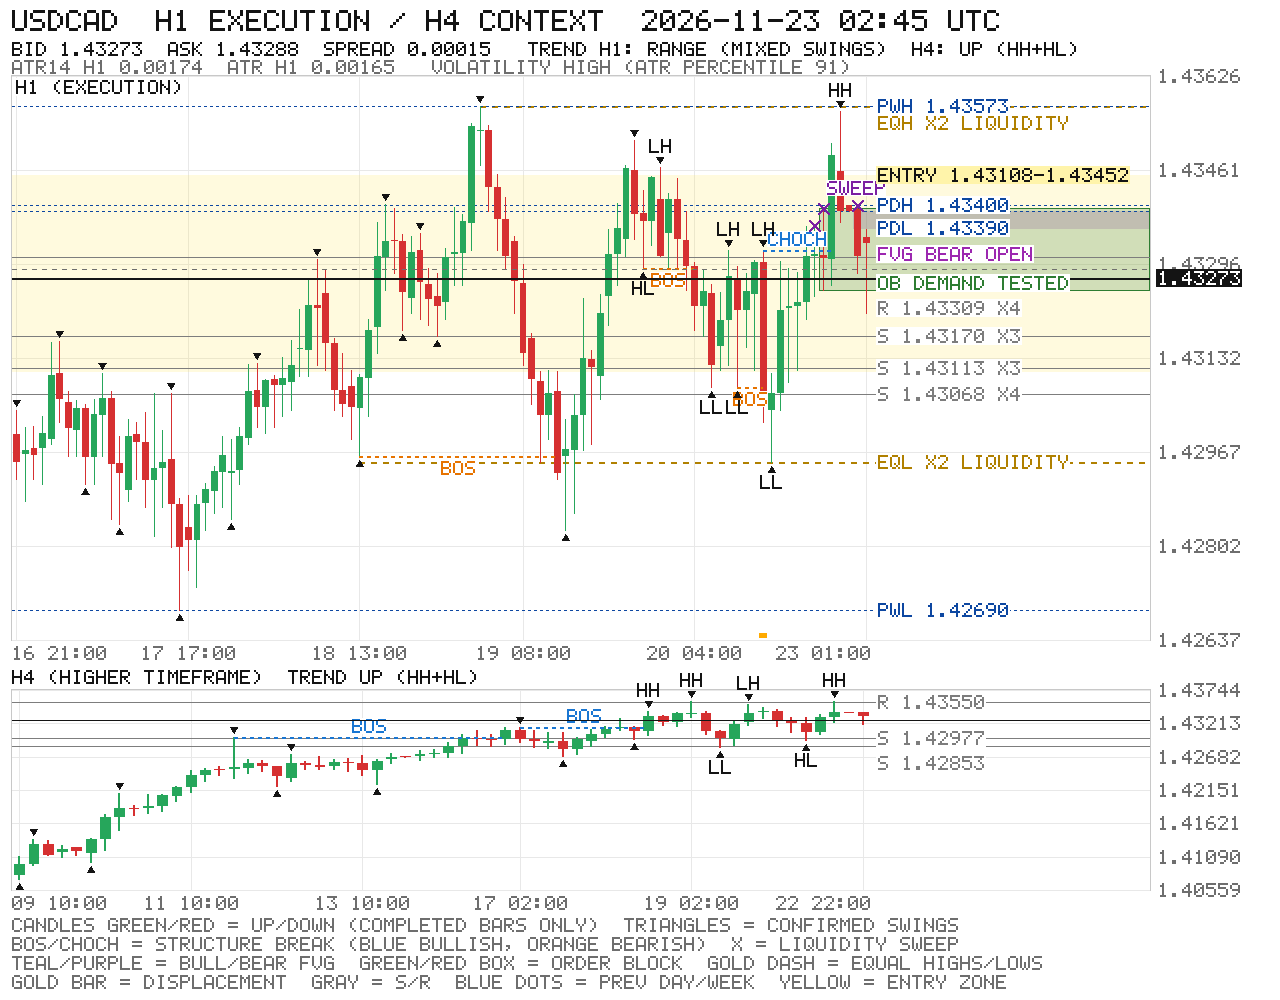 USDCAD  H1 EXECUTION / H4 CONTEXT  2026-11-23 02:45 UTC
BID 1.43273  ASK 1.43288  SPREAD 0.00015   TREND H1: RANGE (MIXED SWINGS)  H4: UP (HH+HL)
ATR14 H1 0.00174  ATR H1 0.00165   VOLATILITY HIGH (ATR PERCENTILE 91)
H1 (EXECUTION)
1.43626
HH
PWH 1.43573
EQH X2 LIQUIDITY
LH
1.43461
ENTRY 1.43108-1.43452
SWEEP
PDH 1.43400
LH LH
PDL 1.43390
CHOCH
FVG BEAR OPEN
1.43296
HL
BOS
1.43273
OB DEMAND TESTED
R 1.43309 X4
S 1.43170 X3
1.43132
S 1.43113 X3
S 1.43068 X4
BOS
LL LL
BOS
1.42967
EQL X2 LIQUIDITY
LL
1.42802
PWL 1.42690
1.42637
16 21:00  17 17:00  18 13:00  19 08:00  20 04:00  23 01:00
H4 (HIGHER TIMEFRAME)  TREND UP (HH+HL)
HH HH LH HH
1.43744
R 1.43550
BOS BOS
1.43213
S 1.42977
1.42682
HL
S 1.42853
LL
1.42151
1.41621
1.41090
1.40559
09 10:00  11 10:00  13 10:00  17 02:00  19 02:00  22 22:00
CANDLES GREEN/RED = UP/DOWN (COMPLETED BARS ONLY)  TRIANGLES = CONFIRMED SWINGS
BOS/CHOCH = STRUCTURE BREAK (BLUE BULLISH, ORANGE BEARISH)  X = LIQUIDITY SWEEP
TEAL/PURPLE = BULL/BEAR FVG  GREEN/RED BOX = ORDER BLOCK  GOLD DASH = EQUAL HIGHS/LOWS
GOLD BAR = DISPLACEMENT  GRAY = S/R  BLUE DOTS = PREV DAY/WEEK  YELLOW = ENTRY ZONE